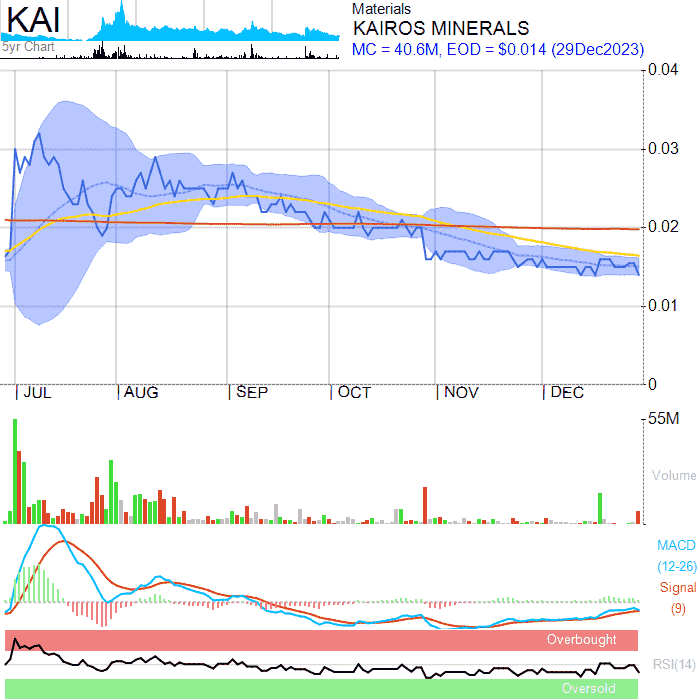 KAI
5yr Chart
Materials
KAIROS MINERALS
MC = 40.6M, EOD = $0.014 (29Dec2023)
0.04
0.03
0.02
0.01
0
JUL AUG SEP OCT NOV DEC
55M
Volume
MACD
(12-26)
Signal
(9)
Overbought
RSI(14)
Oversold